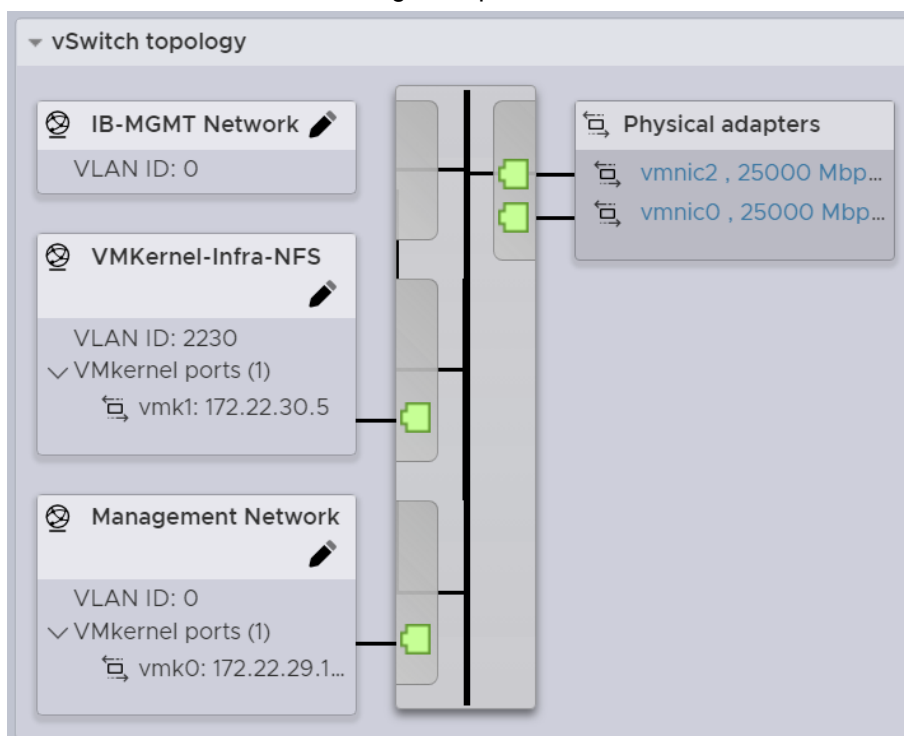 vSwitch topology
IB-MGMT Network
VLAN ID: 0
VMKernel-Infra-NFS
VLAN ID: 2230
VMkernel ports (1)
vmk1: 172.22.30.5
Management Network
VLAN ID: 0
VMkernel ports (1)
vmk0: 172.22.29.1...
Physical adapters
vmnic2 , 25000 Mbp...
vmnic0 , 25000 Mbp...